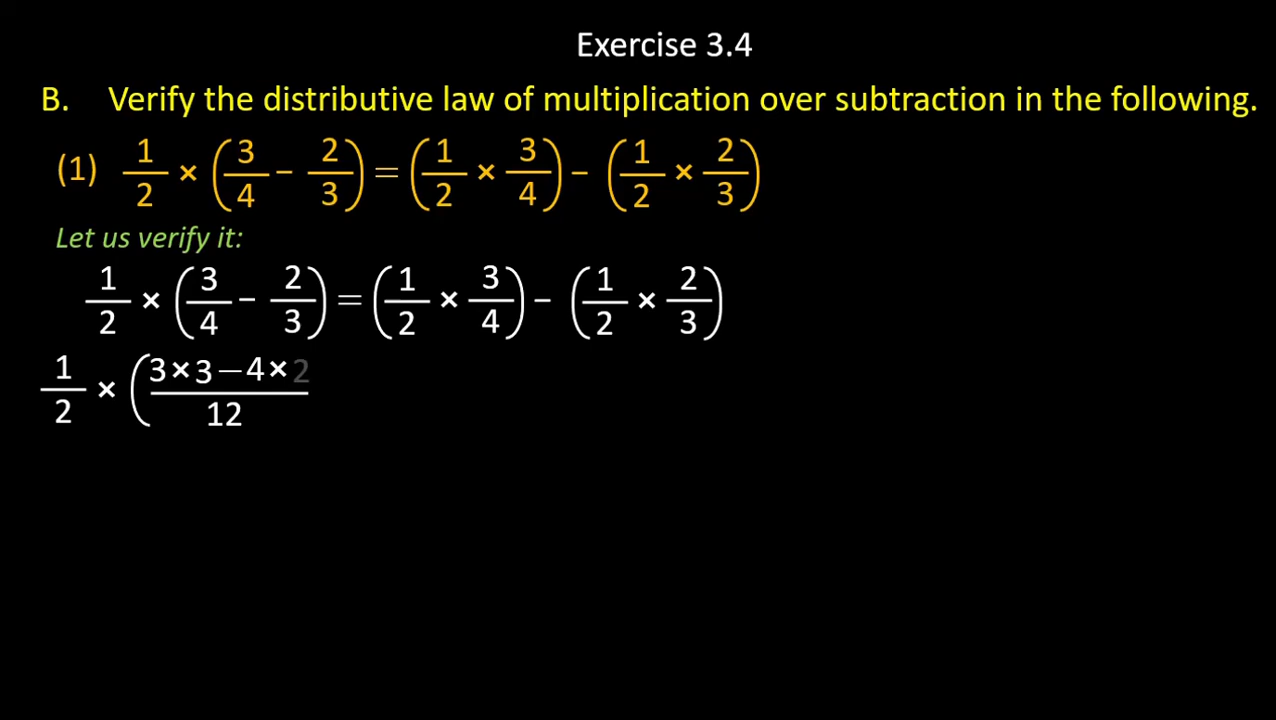 Exercise 3.4
B. Verify the distributive law of multiplication over subtraction in the following.
(1) 1/2 × (3/4 − 2/3) = (1/2 × 3/4) − (1/2 × 2/3)
Let us verify it:
1/2 × (3/4 − 2/3) = (1/2 × 3/4) − (1/2 × 2/3)
1/2 × (3×3−4×2/12